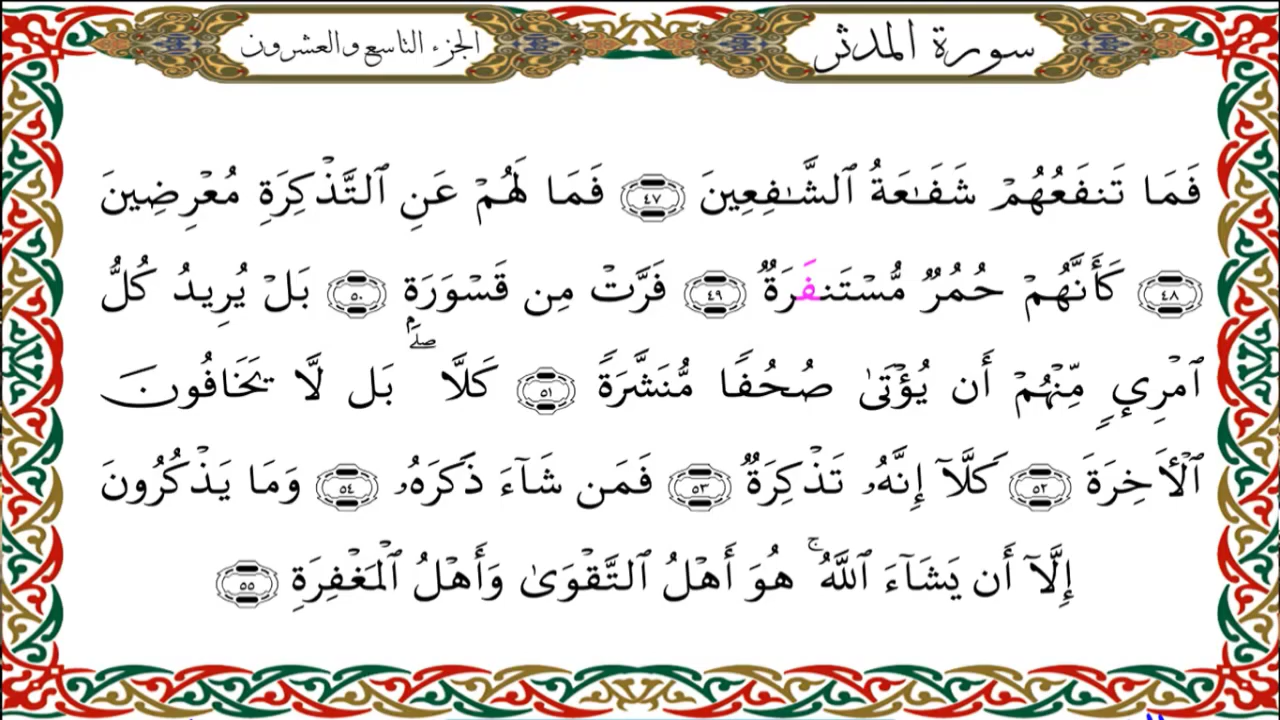 سورة المدثر
الجزء التاسع والعشرون
فَمَا تَنفَعُهُمْ شَفَـٰعَةُ ٱلشَّـٰفِعِينَ ٤٧ فَمَا لَهُمْ عَنِ ٱلتَّذْكِرَةِ مُعْرِضِينَ
٤٨ كَأَنَّهُمْ حُمُرٌ مُّسْتَنفَرَةٌ ٤٩ فَرَّتْ مِن قَسْوَرَةٍ ٥٠ بَلْ يُرِيدُ كُلُّ
ٱمْرِيٍٕ مِّنْهُمْ أَن يُؤْتَىٰ صُحُفًا مُّنَشَّرَةً ٥١ كَلَّا ۖ بَل لَّا يَخَافُونَ
ٱلْـَٔاخِرَةَ ٥٢ كَلَّآ إِنَّهُۥ تَذْكِرَةٌ ٥٣ فَمَن شَآءَ ذَكَرَهُۥ ٥٤ وَمَا يَذْكُرُونَ
إِلَّآ أَن يَشَآءَ ٱللَّهُ ۚ هُوَ أَهْلُ ٱلتَّقْوَىٰ وَأَهْلُ ٱلْمَغْفِرَةِ ٥٥